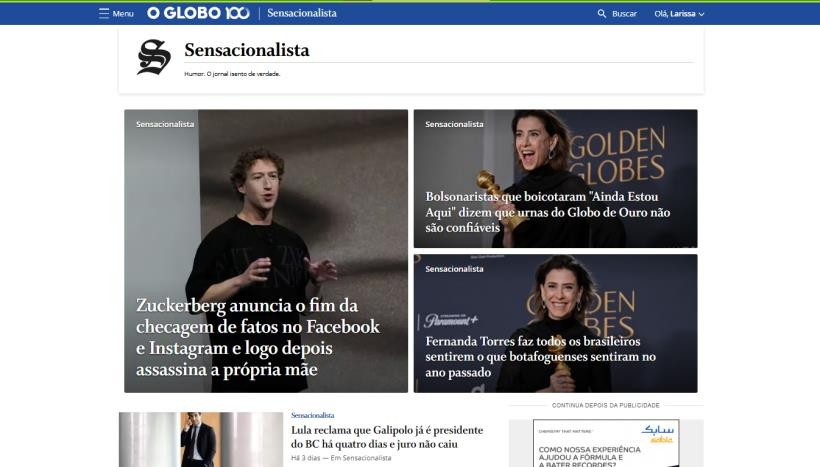 Menu
O GLOBO 100
Sensacionalista
Buscar
Olá, Larissa
S
Sensacionalista
Humor. O jornal isento de verdade.
Sensacionalista
Zuckerberg anuncia o fim da
checagem de fatos no Facebook
e Instagram e logo depois
assassina a própria mãe
Sensacionalista
GOLDEN
GLOBES
Bolsonaristas que boicotaram "Ainda Estou
Aqui" dizem que urnas do Globo de Ouro não
são confiáveis
Sensacionalista
Paramount+
Fernanda Torres faz todos os brasileiros
sentirem o que botafoguenses sentiram no
ano passado
Sensacionalista
Lula reclama que Galipolo já é presidente
do BC há quatro dias e juro não caiu
Há 3 dias — Em Sensacionalista
CONTINUA DEPOIS DA PUBLICIDADE
CHEMISTRY THAT MATTERS™
سابك
sabic
COMO NOSSA EXPERIÊNCIA
AJUDOU A FÓRMULA E
A BATER RECORDES?